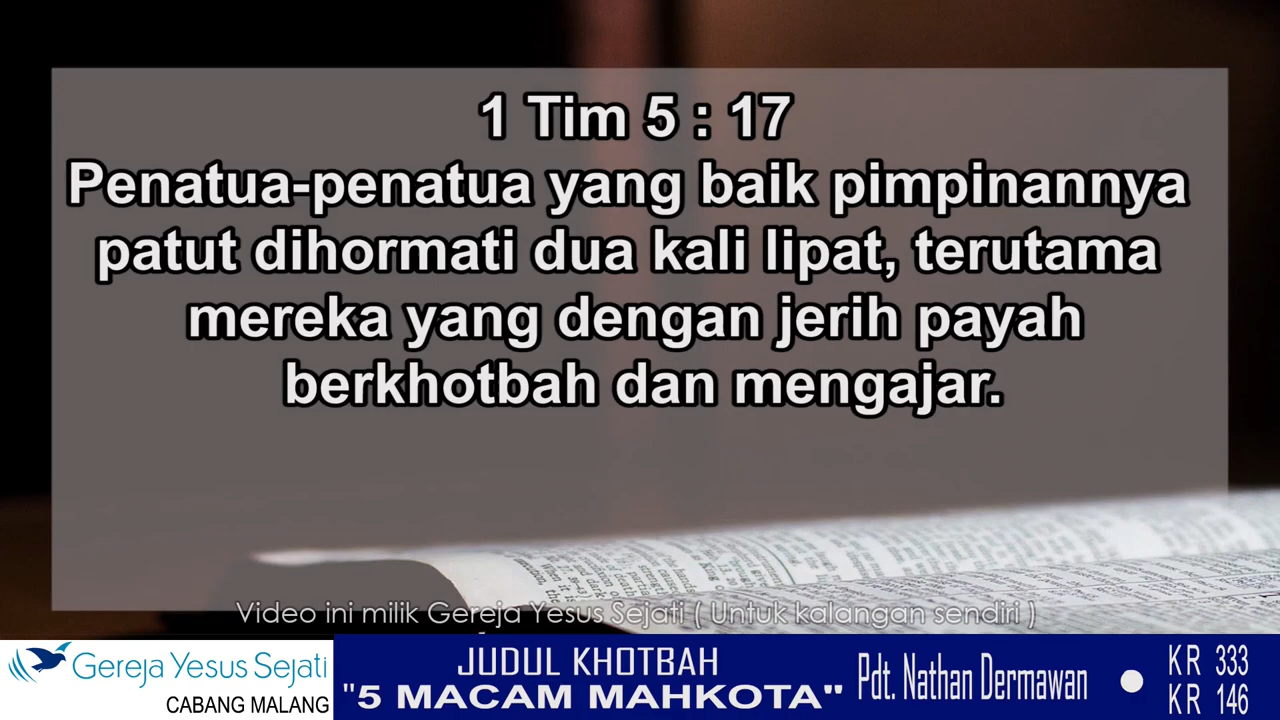 1 Tim 5 : 17
Penatua-penatua yang baik pimpinannya
patut dihormati dua kali lipat, terutama
mereka yang dengan jerih payah
berkhotbah dan mengajar.
Video ini milik Gereja Yesus Sejati ( Untuk kalangan sendiri )
Gereja Yesus Sejati
CABANG MALANG
JUDUL KHOTBAH
"5 MACAM MAHKOTA"
Pdt. Nathan Dermawan
KR 333
KR 146